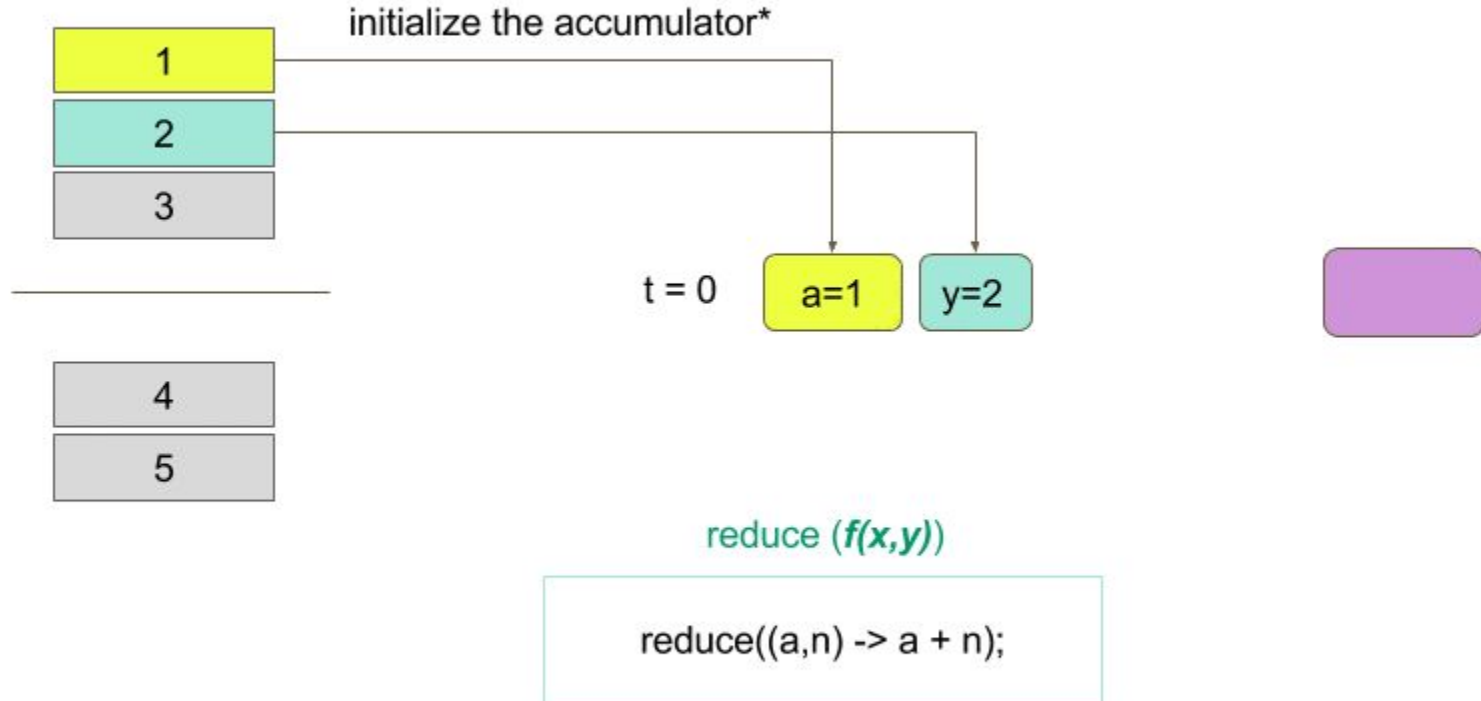 initialize the accumulator*
1
2
3
t = 0
a=1
y=2
4
5
reduce (f(x,y))
reduce((a,n) -> a + n);